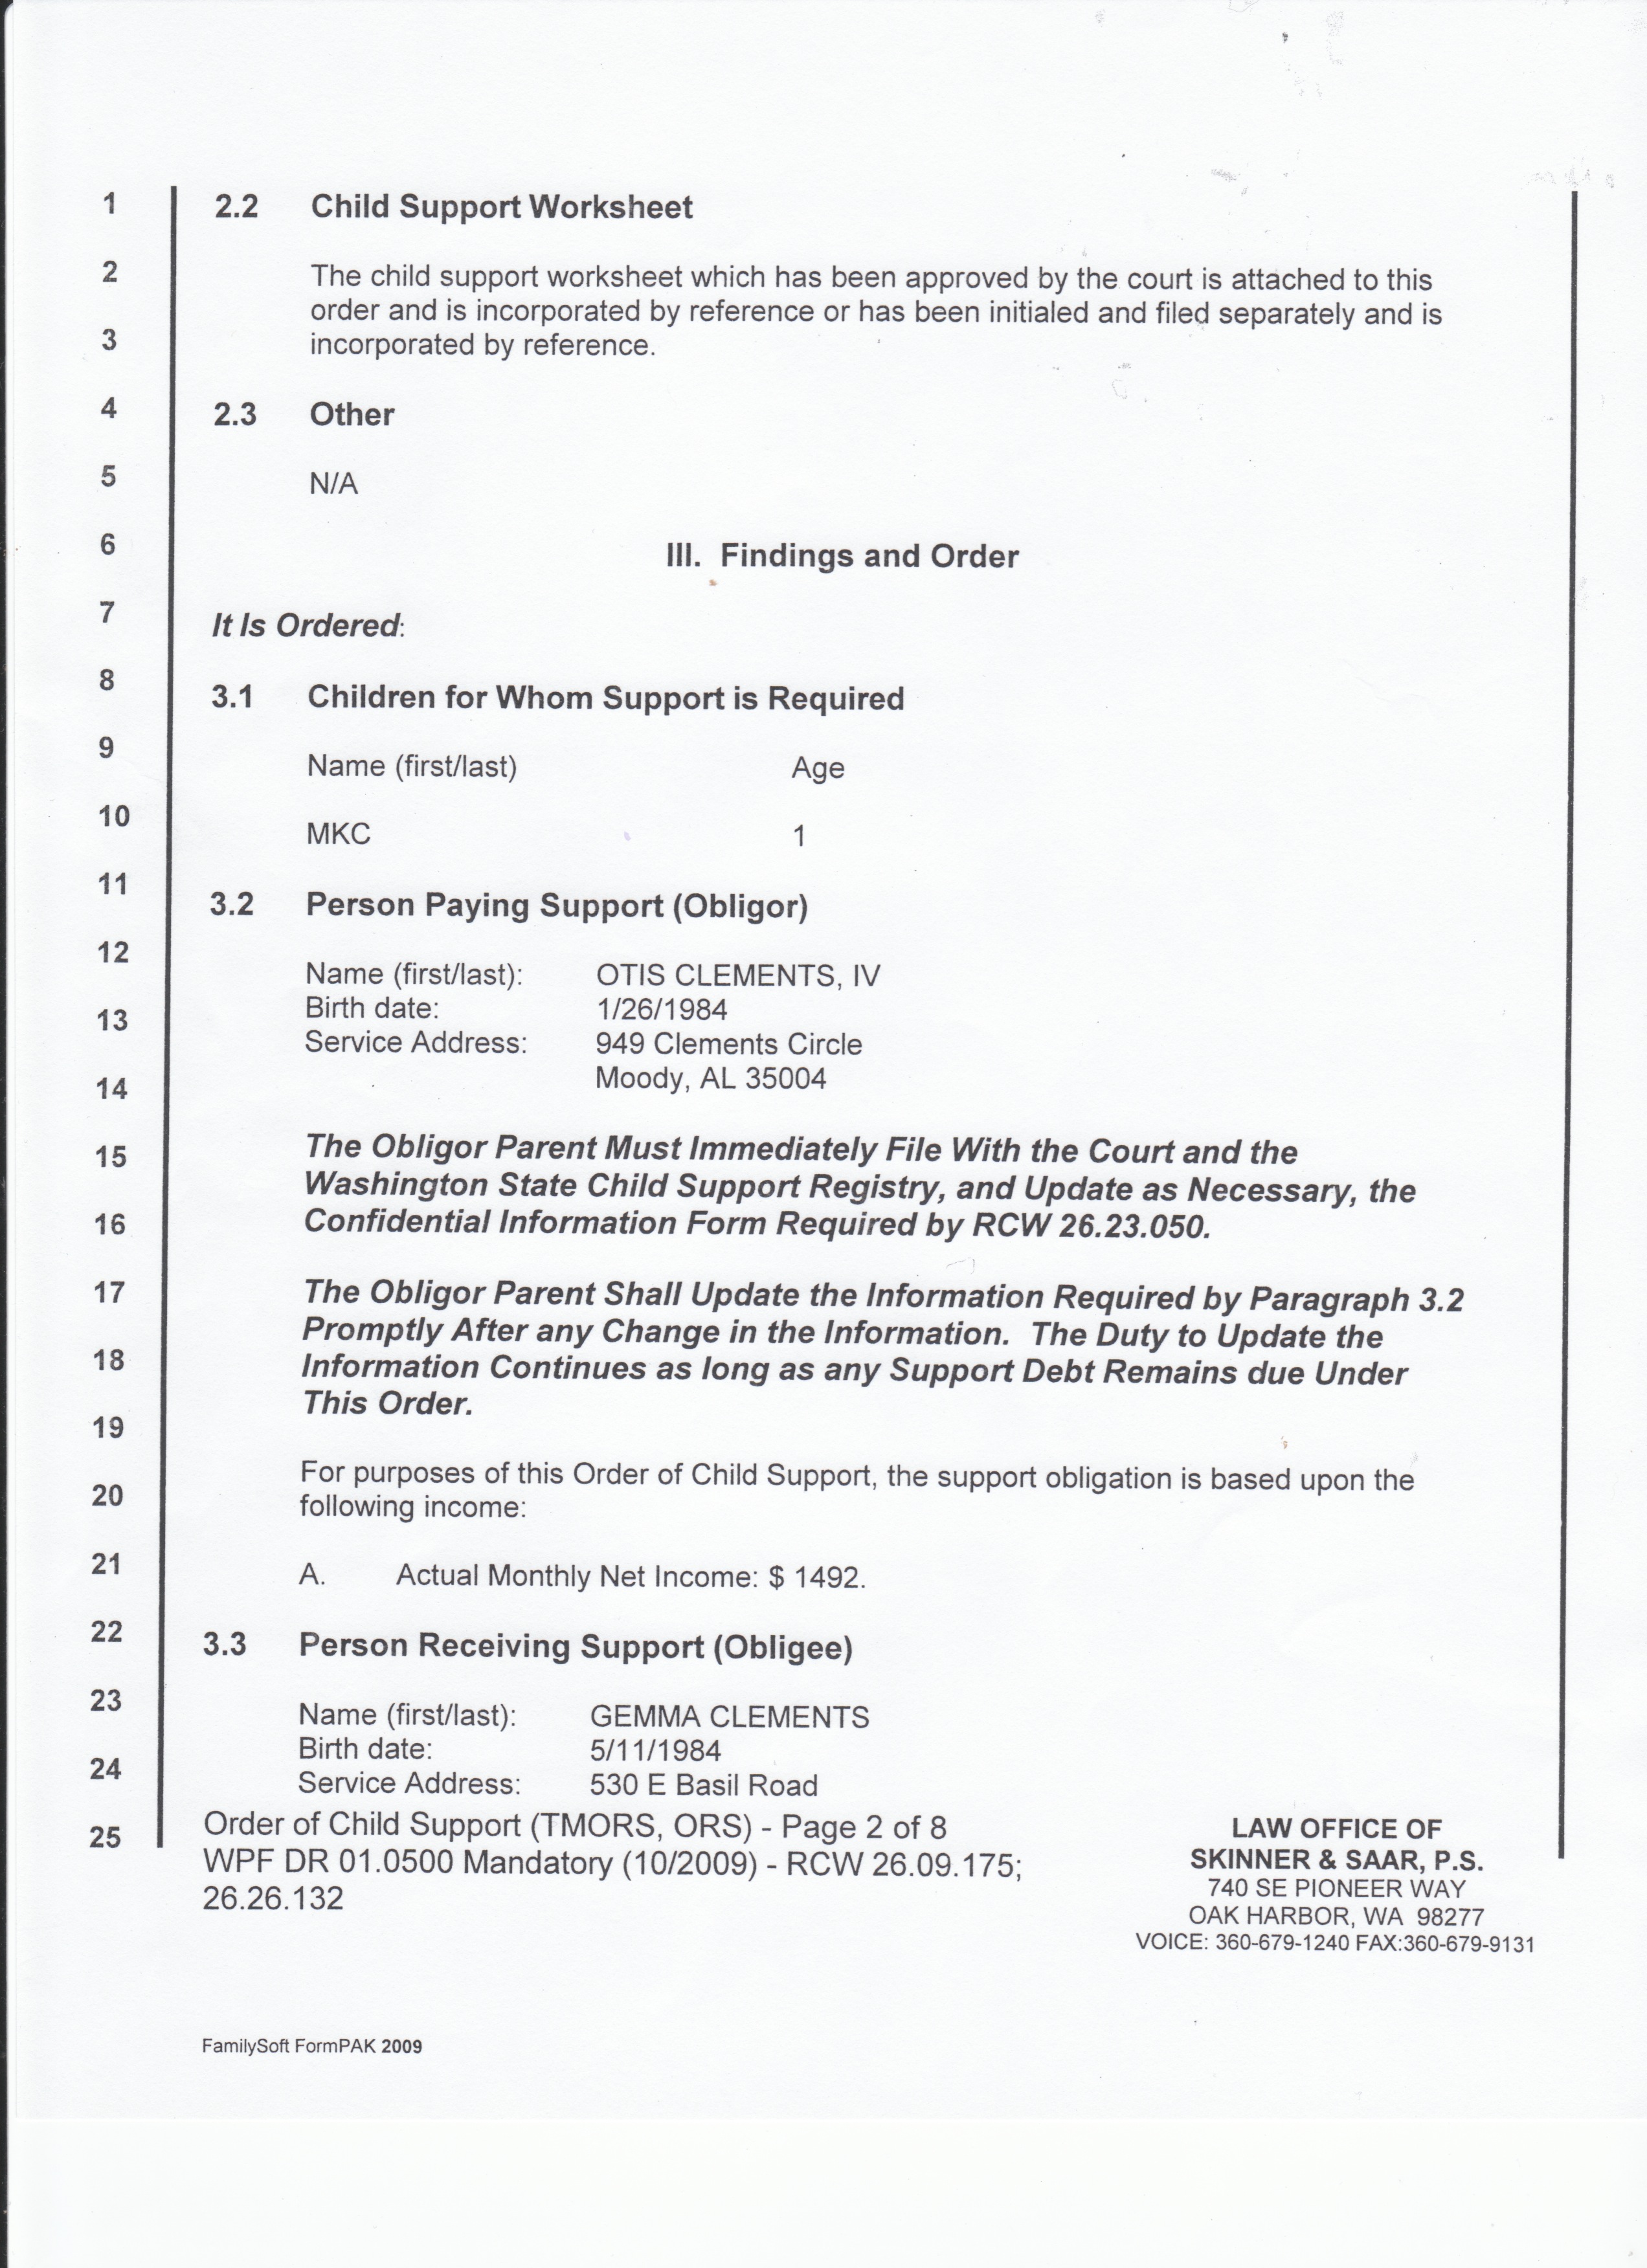 1 2.2 Child Support Worksheet
2 The child support worksheet which has been approved by the court is attached to this
order and is incorporated by reference or has been initialed and filed separately and is
3 incorporated by reference.
4 2.3 Other
5 N/A
6 III. Findings and Order
7 It Is Ordered:
8 3.1 Children for Whom Support is Required
9 Name (first/last) Age
10 MKC 1
11 3.2 Person Paying Support (Obligor)
12 Name (first/last): OTIS CLEMENTS, IV
Birth date: 1/26/1984
13 Service Address: 949 Clements Circle
14 Moody, AL 35004
15 The Obligor Parent Must Immediately File With the Court and the
Washington State Child Support Registry, and Update as Necessary, the
16 Confidential Information Form Required by RCW 26.23.050.
17 The Obligor Parent Shall Update the Information Required by Paragraph 3.2
Promptly After any Change in the Information. The Duty to Update the
18 Information Continues as long as any Support Debt Remains due Under
This Order.
19
For purposes of this Order of Child Support, the support obligation is based upon the
20 following income:
21 A. Actual Monthly Net Income: $ 1492.
22 3.3 Person Receiving Support (Obligee)
23 Name (first/last): GEMMA CLEMENTS
Birth date: 5/11/1984
24 Service Address: 530 E Basil Road
25 Order of Child Support (TMORS, ORS) - Page 2 of 8
WPF DR 01.0500 Mandatory (10/2009) - RCW 26.09.175;
26.26.132
LAW OFFICE OF
SKINNER & SAAR, P.S.
740 SE PIONEER WAY
OAK HARBOR, WA 98277
VOICE: 360-679-1240 FAX:360-679-9131
FamilySoft FormPAK 2009